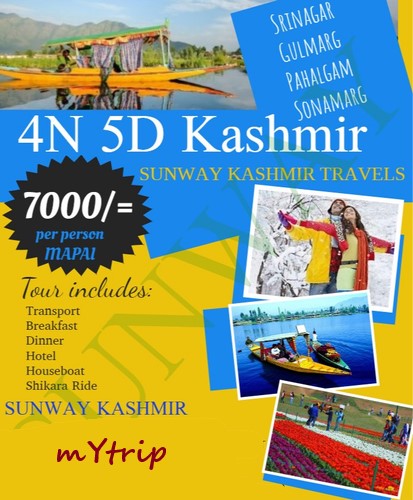 SRINAGAR
GULMARG
PAHALGAM
SONAMARG
4N 5D Kashmir
SUNWAY KASHMIR TRAVELS
7000/=
per person
MAPAI
Tour includes:
Transport
Breakfast
Dinner
Hotel
Houseboat
Shikara Ride
SUNWAY KASHMIR
mYtrip